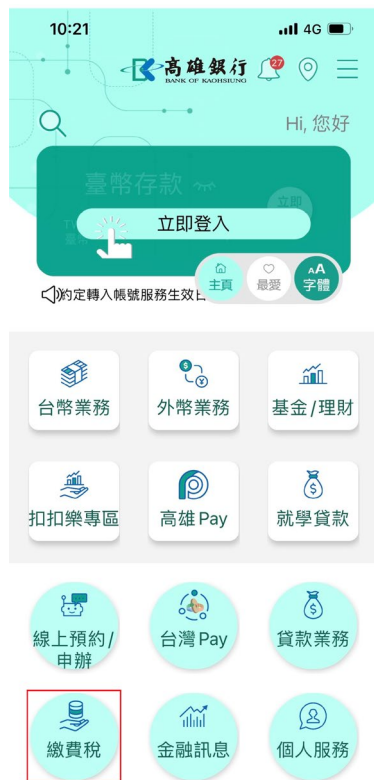 10:21
4G
高雄銀行
BANK OF KAOHSIUNG
27
Hi, 您好
臺幣存款
立即
立即登入
約定轉入帳號服務生效日
主頁
最愛
AA
字體
台幣業務
外幣業務
基金/理財
扣扣樂專區
高雄 Pay
就學貸款
線上預約/
申辦
台灣 Pay
貸款業務
繳費稅
金融訊息
個人服務